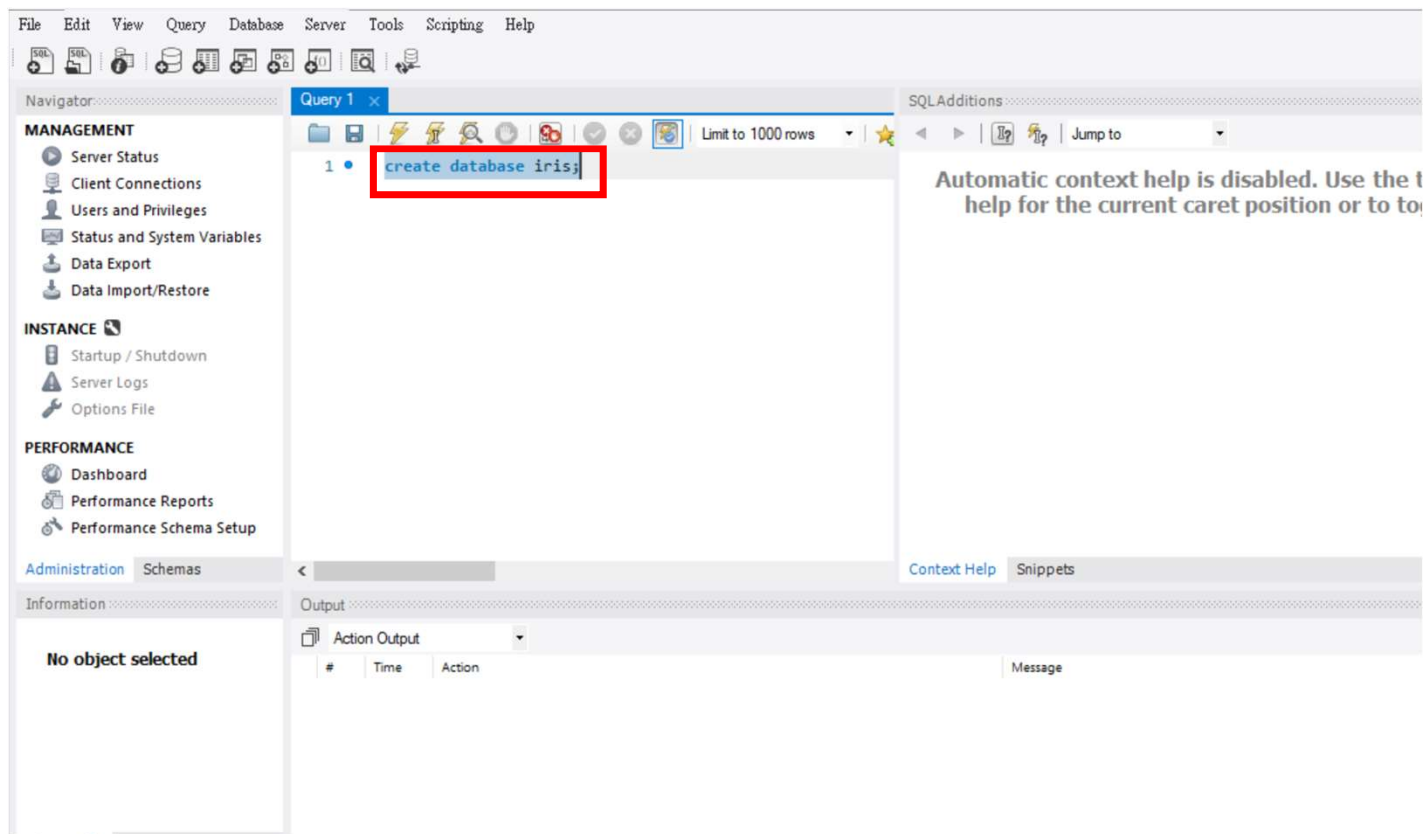 File Edit View Query Database Server Tools Scripting Help
SQL SQL
Navigator
MANAGEMENT
Server Status
Client Connections
Users and Privileges
Status and System Variables
Data Export
Data Import/Restore
INSTANCE
Startup / Shutdown
Server Logs
Options File
PERFORMANCE
Dashboard
Performance Reports
Performance Schema Setup
Administration Schemas
Query 1
Limit to 1000 rows
1 create database iris;
SQLAdditions
Jump to
Automatic context help is disabled. Use the
help for the current caret position or to
Context Help Snippets
Information
No object selected
Output
Action Output
# Time Action Message